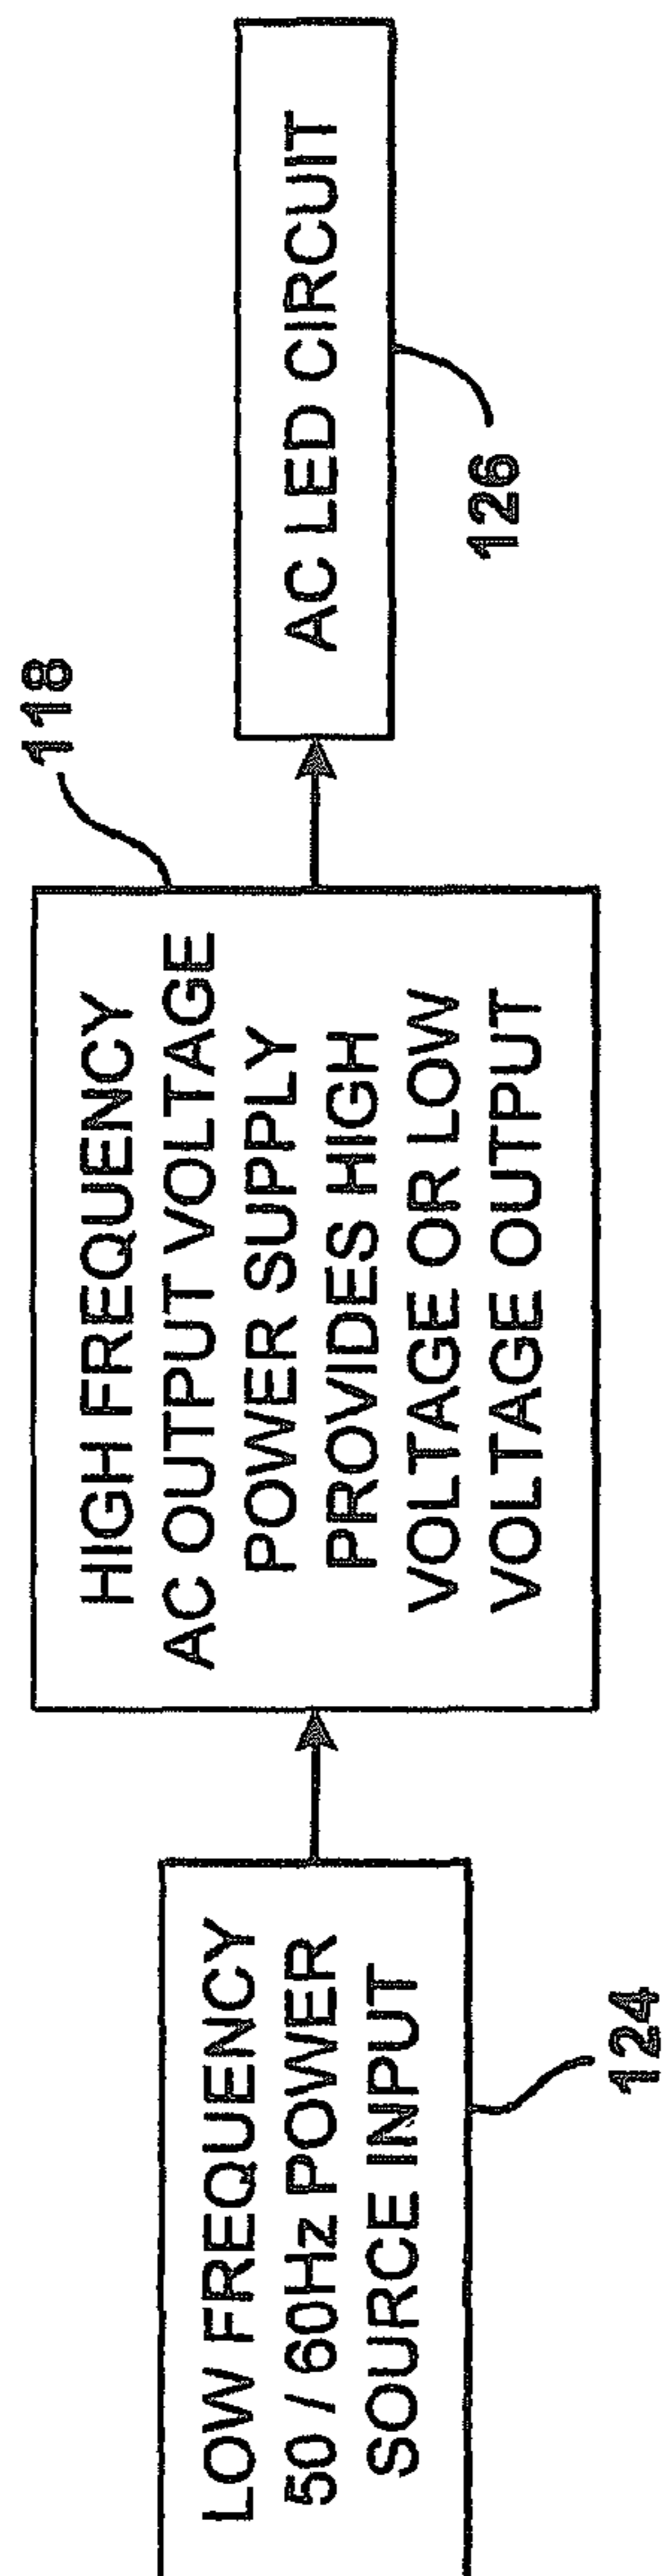 LOW FREQUENCY
50 / 60Hz POWER
SOURCE INPUT
124
HIGH FREQUENCY
AC OUTPUT VOLTAGE
POWER SUPPLY
PROVIDES HIGH
VOLTAGE OR LOW
VOLTAGE OUTPUT
118
AC LED CIRCUIT
126